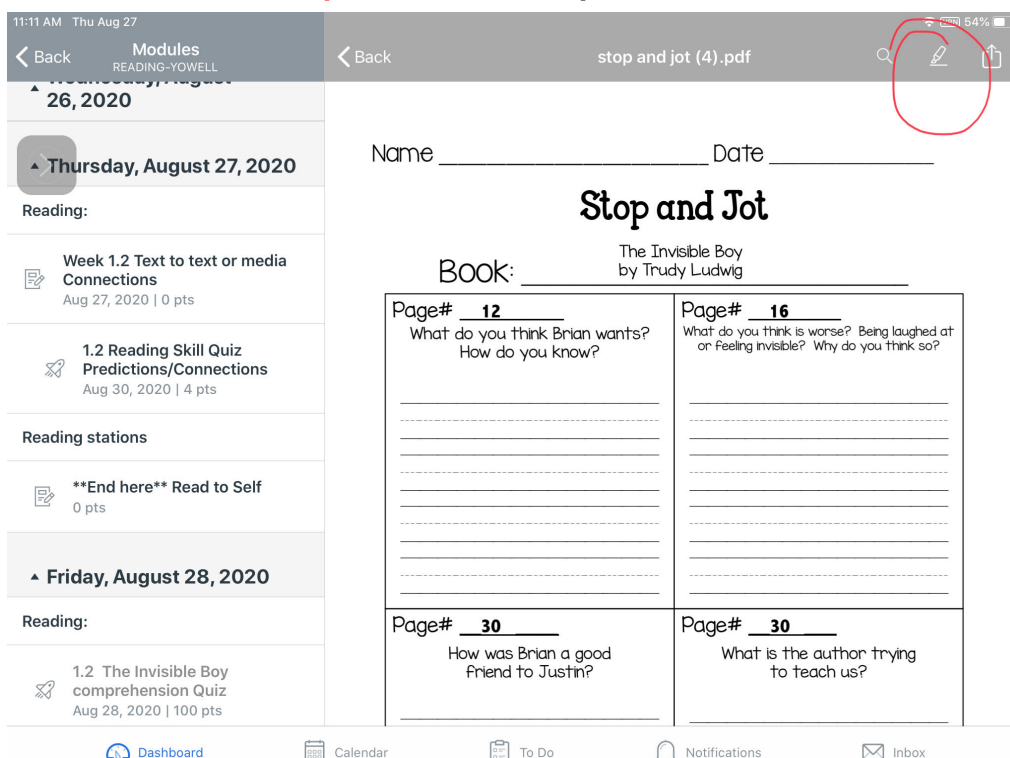 11:11 AM Thu Aug 27
54%
Back
Modules
READING-YOWELL
Back
stop and jot (4).pdf
26, 2020
Thursday, August 27, 2020
Reading:
Week 1.2 Text to text or media
Connections
Aug 27, 2020 | 0 pts
1.2 Reading Skill Quiz
Predictions/Connections
Aug 30, 2020 | 4 pts
Reading stations
**End here** Read to Self
0 pts
Friday, August 28, 2020
Reading:
1.2 The Invisible Boy
comprehension Quiz
Aug 28, 2020 | 100 pts
Name Date
Stop and Jot
The Invisible Boy
Book: by Trudy Ludwig
Page# 12
What do you think Brian wants?
How do you know?
Page# 16
What do you think is worse? Being laughed at
or feeling invisible? Why do you think so?
Page# 30
How was Brian a good
friend to Justin?
Page# 30
What is the author trying
to teach us?
Dashboard
Calendar
To Do
Notifications
Inbox